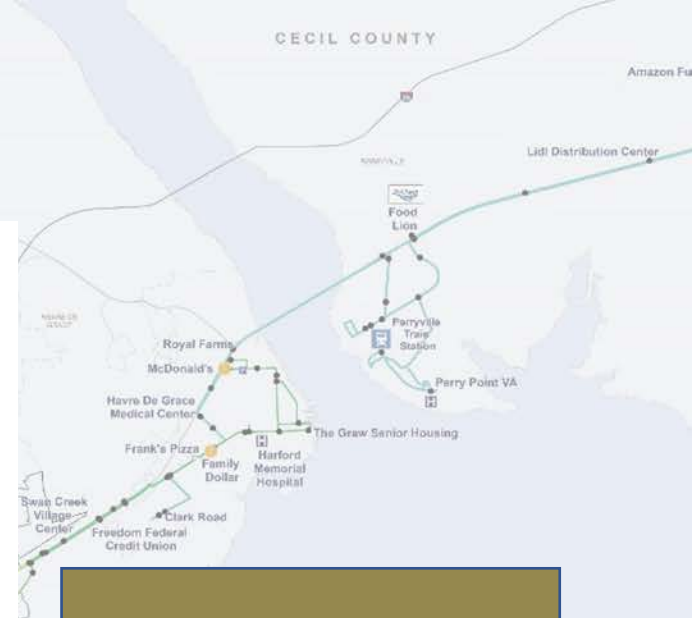 CECIL COUNTY
Amazon Fu
Lidl Distribution Center
Food
Lion
Perryville
Train
Station
Royal Farms
McDonald's
Perry Point VA
Havre De Grace
Medical Center
The Graw Senior Housing
Frank's Pizza
Family
Dollar
Harford
Memorial
Hospital
Swan Creek
Village
Center
Clark Road
Freedom Federal
Credit Union